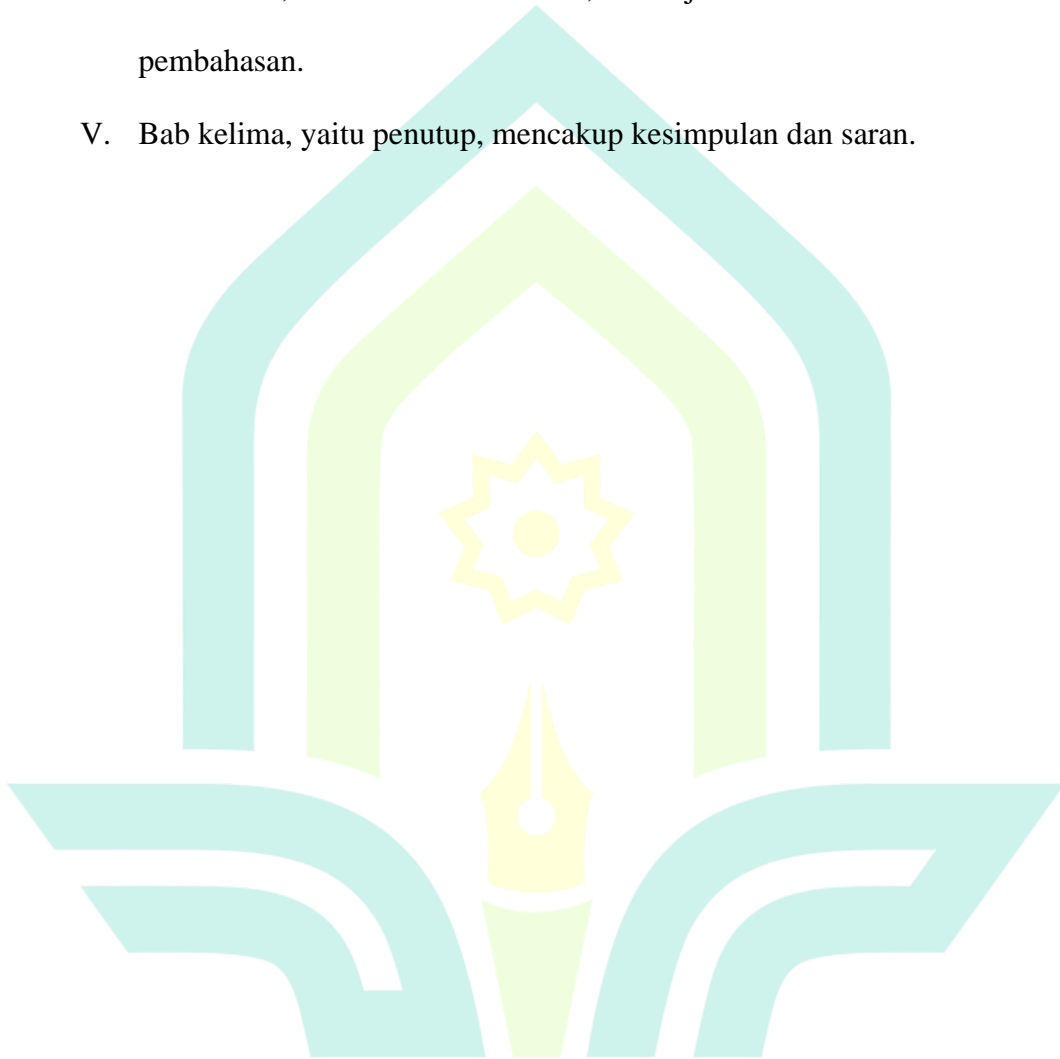 pembahasan.
V. Bab kelima, yaitu penutup, mencakup kesimpulan dan saran.